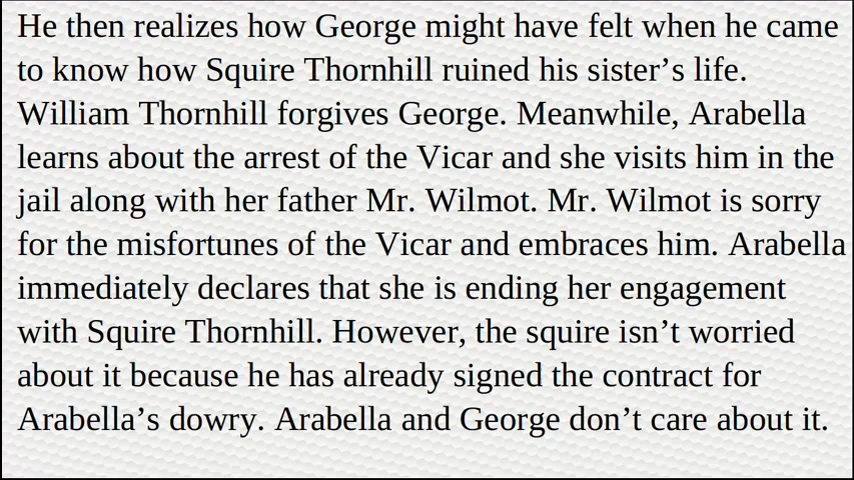 He then realizes how George might have felt when he came
to know how Squire Thornhill ruined his sister’s life.
William Thornhill forgives George. Meanwhile, Arabella
learns about the arrest of the Vicar and she visits him in the
jail along with her father Mr. Wilmot. Mr. Wilmot is sorry
for the misfortunes of the Vicar and embraces him. Arabella
immediately declares that she is ending her engagement
with Squire Thornhill. However, the squire isn’t worried
about it because he has already signed the contract for
Arabella’s dowry. Arabella and George don’t care about it.